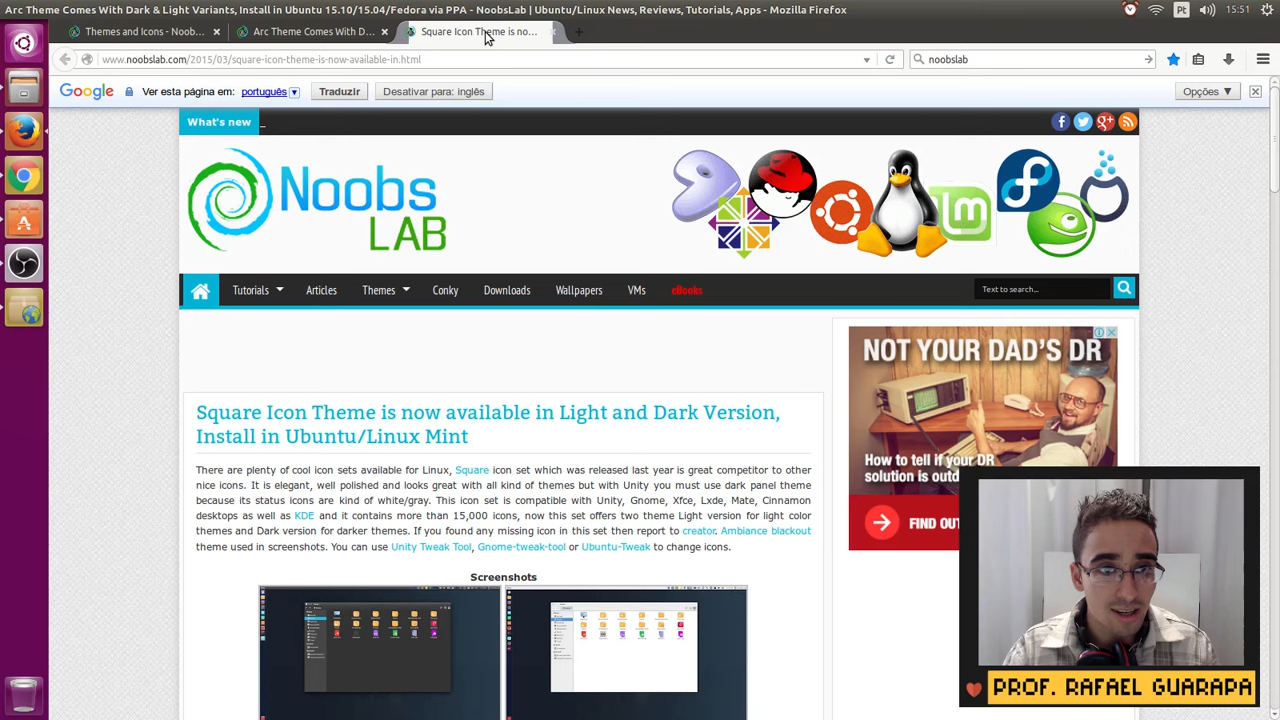 Arc Theme Comes With Dark & Light Variants, Install in Ubuntu 15.10/15.04/Fedora via PPA - NoobsLab | Ubuntu/Linux News, Reviews, Tutorials, Apps - Mozilla Firefox
Pt
15:51
Themes and Icons - Noob...
Arc Theme Comes With D...
Square Icon Theme is no...
www.noobslab.com/2015/03/square-icon-theme-is-now-available-in.html
noobslab
Google
Ver esta página em: português
Traduzir
Desativar para: inglês
Opções ▼
What's new
Noobs
LAB
Tutorials
Articles
Themes
Conky
Downloads
Wallpapers
VMs
eBooks
Text to search...
Square Icon Theme is now available in Light and Dark Version,
Install in Ubuntu/Linux Mint
There are plenty of cool icon sets available for Linux, Square icon set which was released last year is great competitor to other
nice icons. It is elegant, well polished and looks great with all kind of themes but with Unity you must use dark panel theme
because its status icons are kind of white/gray. This icon set is compatible with Unity, Gnome, Xfce, Lxde, Mate, Cinnamon
desktops as well as KDE and it contains more than 15,000 icons, now this set offers two theme Light version for light color
themes and Dark version for darker themes. If you found any missing icon in this set then report to creator. Ambiance blackout
theme used in screenshots. You can use Unity Tweak Tool, Gnome-tweak-tool or Ubuntu-Tweak to change icons.
Screenshots
NOT YOUR DAD'S DR
How to tell if your DR
solution is
FIND
PROF. RAFAEL GUARAPA